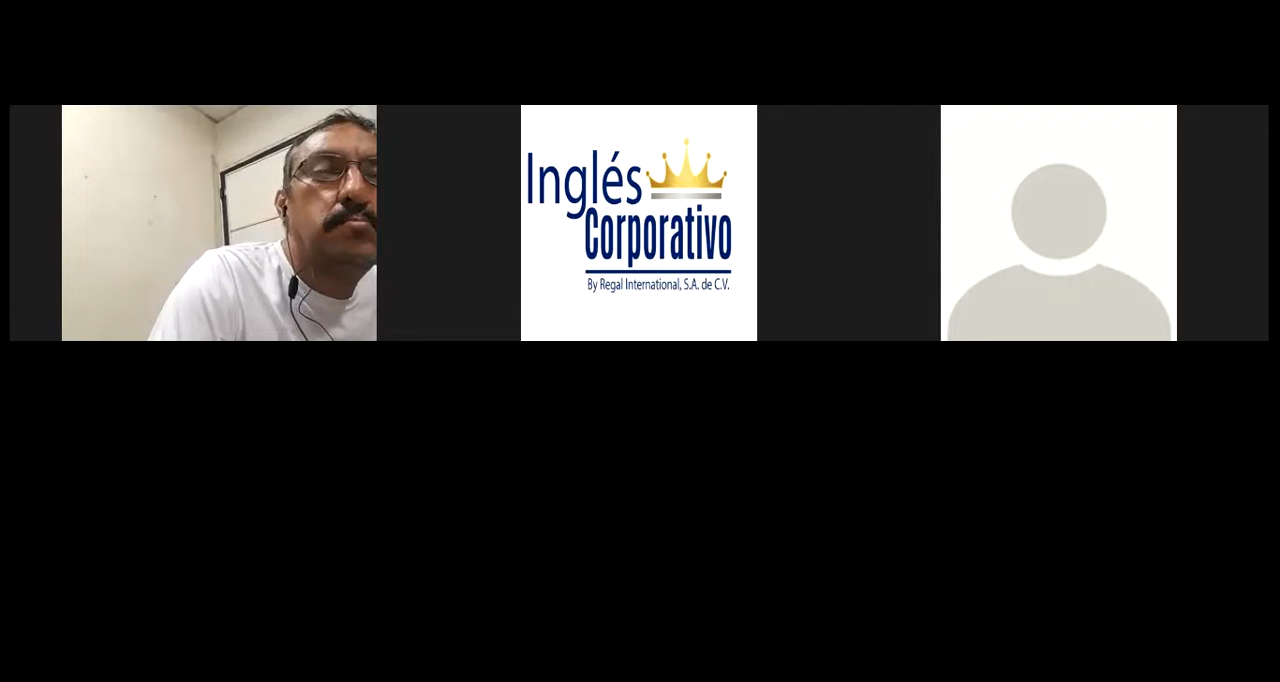 Inglés
Corporativo
By Regal International, S.A. de C.V.